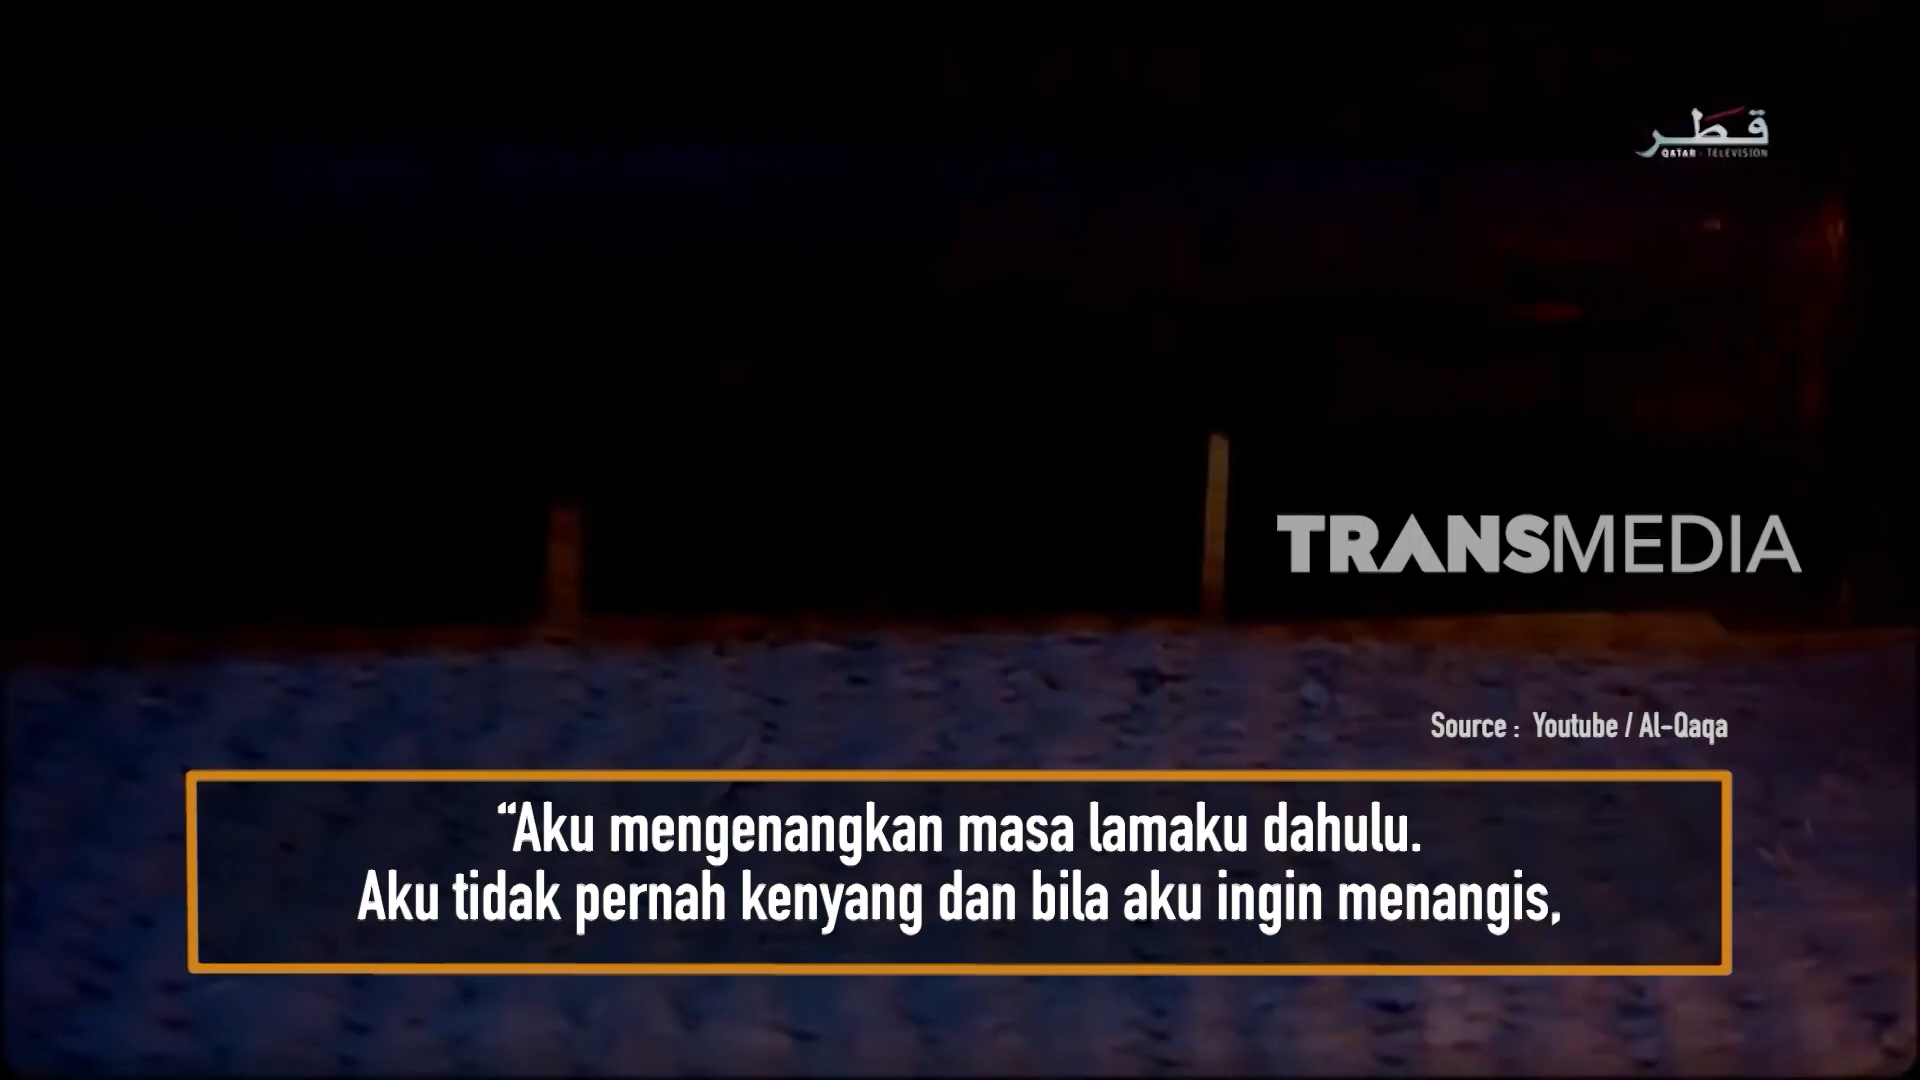 قطر
QATAR - TELEVISION
TRANSMEDIA
Source : Youtube / Al-Qaqa
“Aku mengenangkan masa lamaku dahulu.
Aku tidak pernah kenyang dan bila aku ingin menangis,